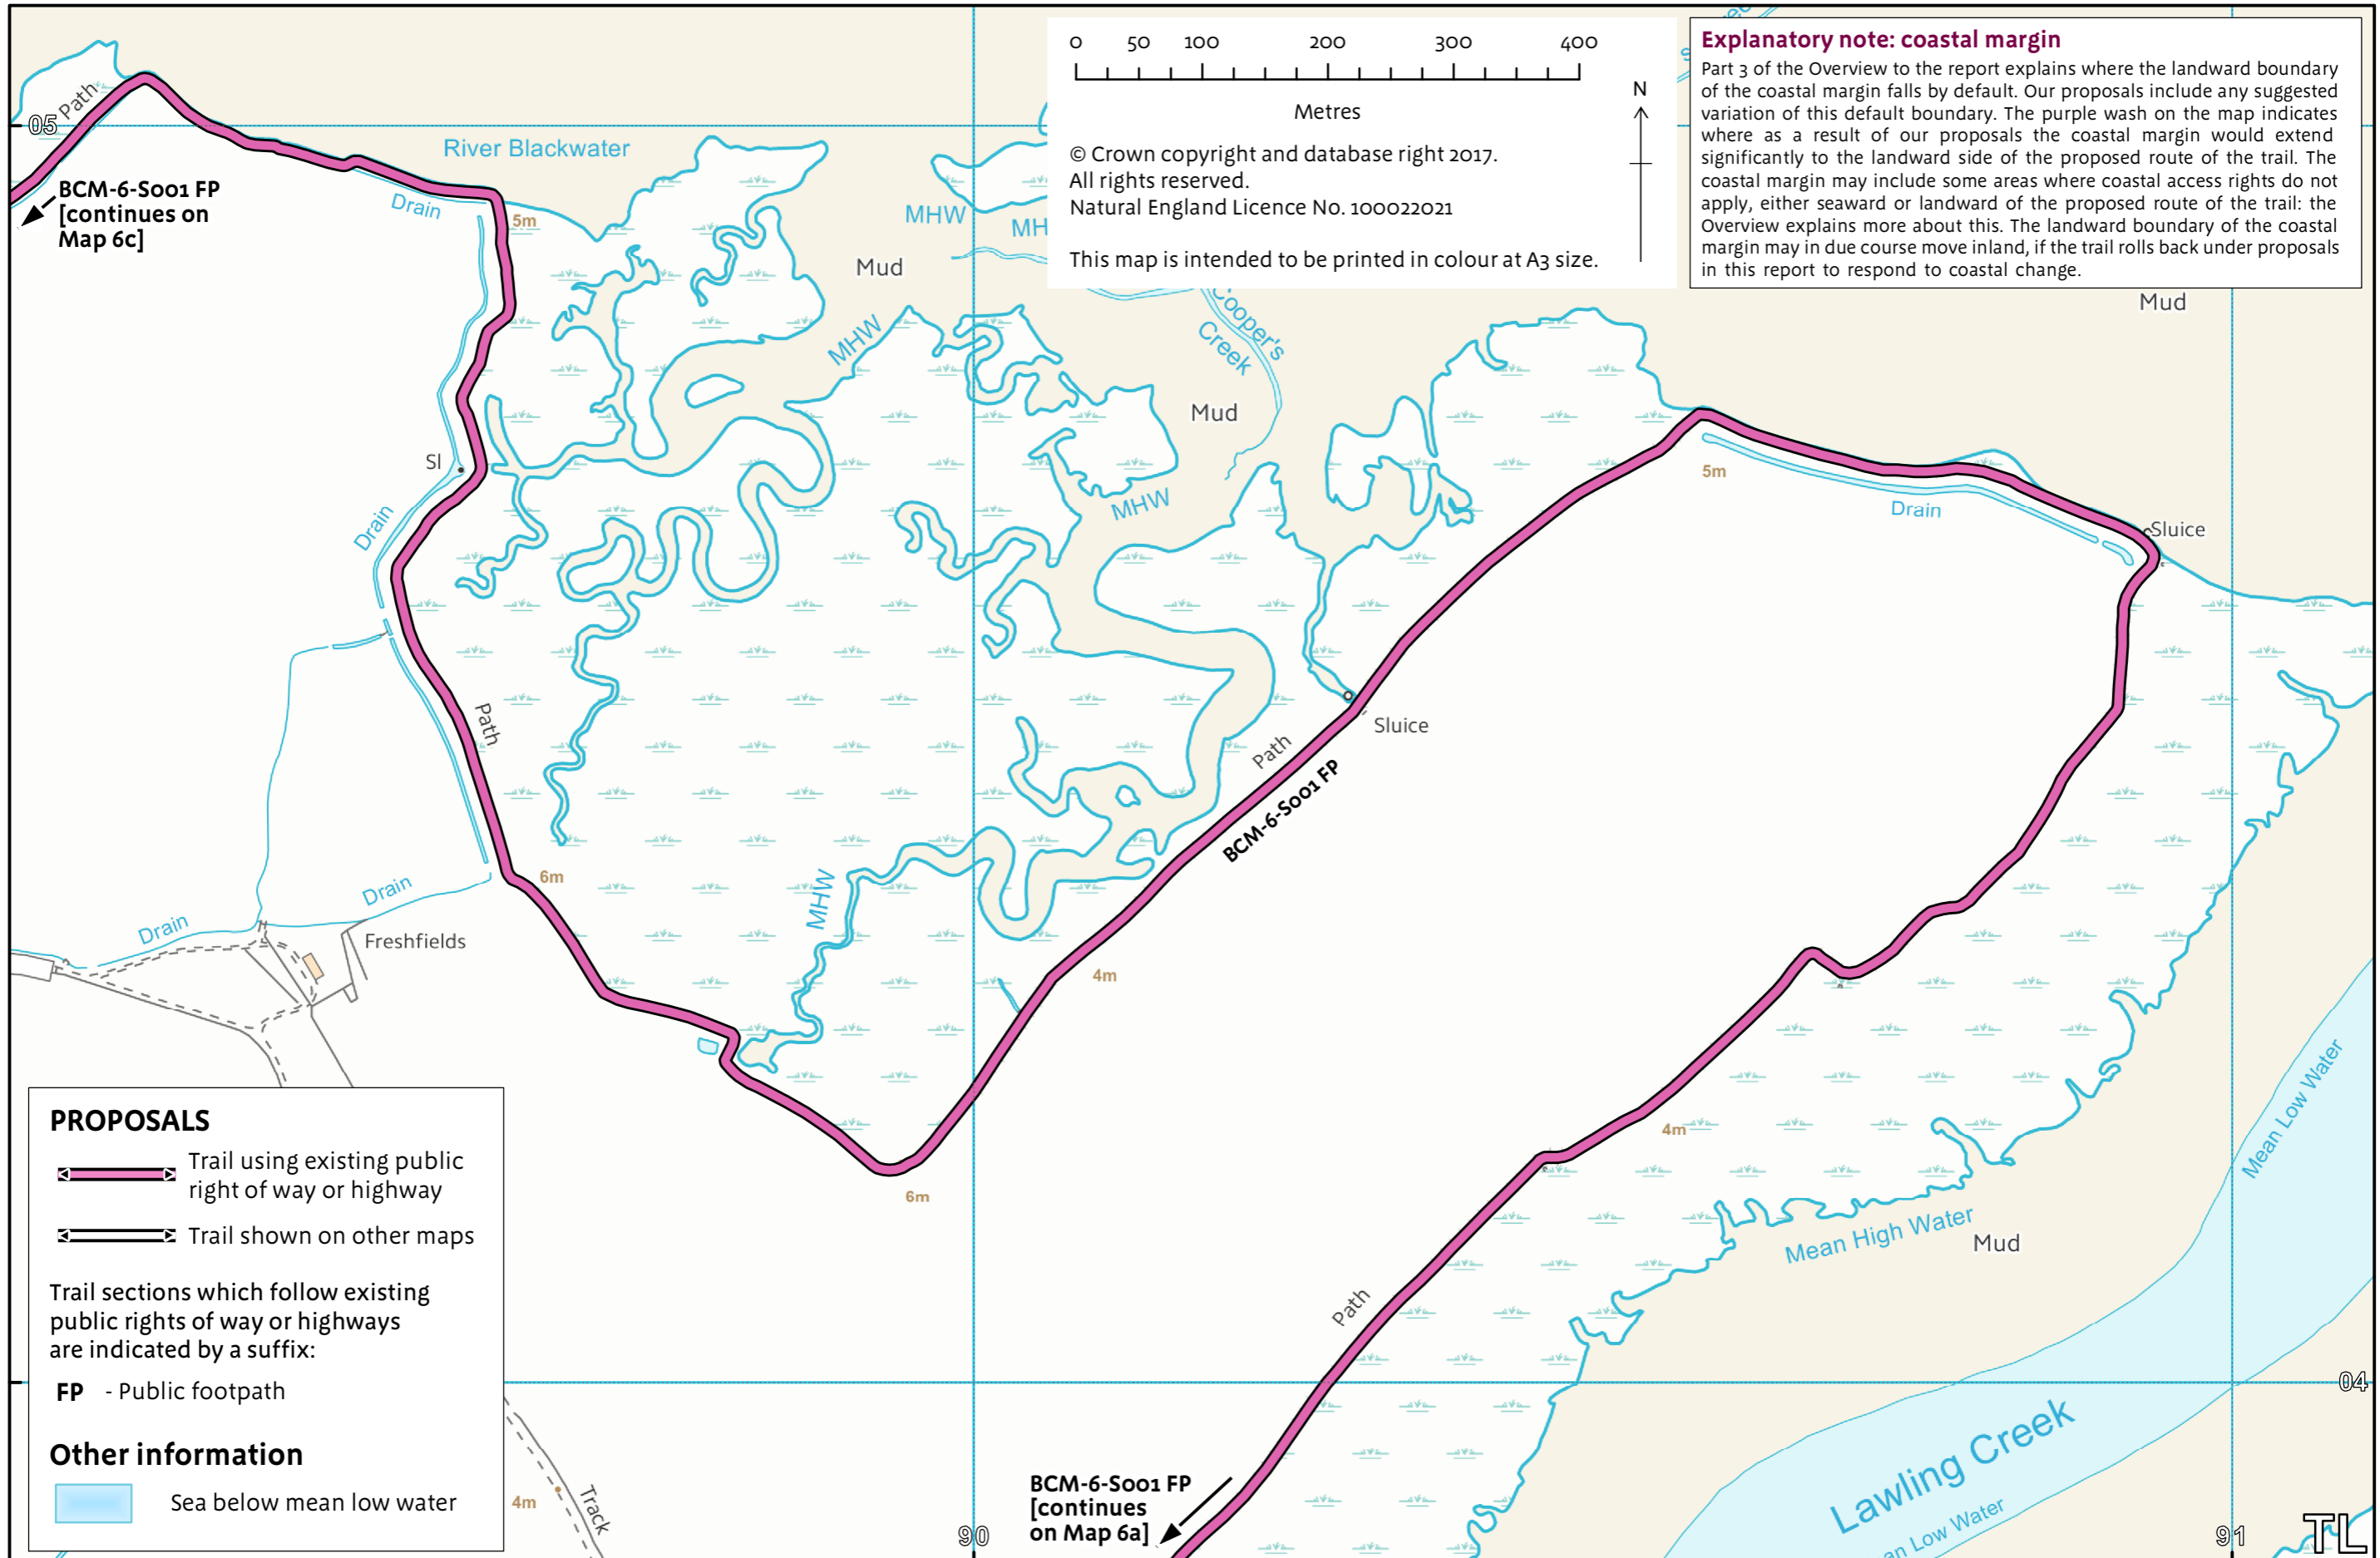 0 50 100 200 300 400
Metres
N
© Crown copyright and database right 2017.
All rights reserved.
Natural England Licence No. 100022021
This map is intended to be printed in colour at A3 size.
Explanatory note: coastal margin
Part 3 of the Overview to the report explains where the landward boundary
of the coastal margin falls by default. Our proposals include any suggested
variation of this default boundary. The purple wash on the map indicates
where as a result of our proposals the coastal margin would extend
significantly to the landward side of the proposed route of the trail. The
coastal margin may include some areas where coastal access rights do not
apply, either seaward or landward of the proposed route of the trail: the
Overview explains more about this. The landward boundary of the coastal
margin may in due course move inland, if the trail rolls back under proposals
in this report to respond to coastal change.
05
Path
BCM-6-S001 FP
[continues on
Map 6c]
River Blackwater
Drain
5m
Mud
MHW
MH
MHW
Cooper's
Creek
Mud
Mud
Sl
Drain
MHW
5m
Drain
Sluice
Path
Path
Sluice
BCM-6-S001 FP
6m
MHW
Drain
Drain
Freshfields
4m
6m
4m
Mean High Water
Mud
Mean Low Water
Path
04
Lawling Creek
an Low Water
BCM-6-S001 FP
[continues
on Map 6a]
90
91
TL
4m
Track
PROPOSALS
Trail using existing public
right of way or highway
Trail shown on other maps
Trail sections which follow existing
public rights of way or highways
are indicated by a suffix:
FP - Public footpath
Other information
Sea below mean low water